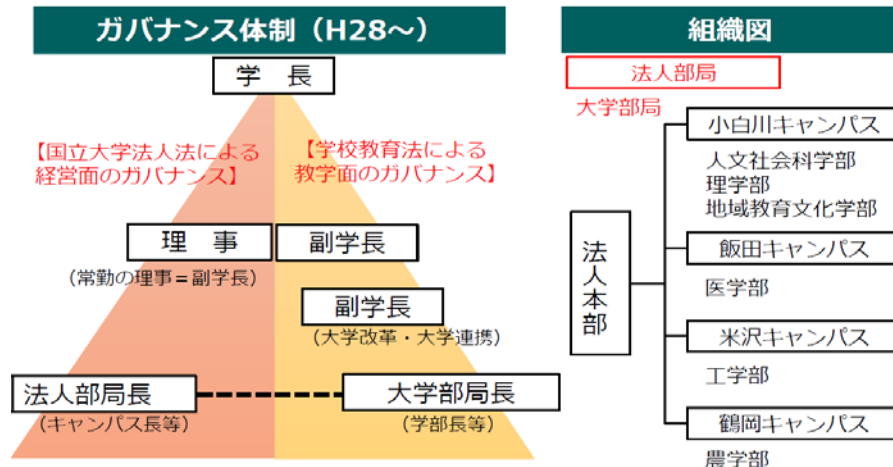 ガバナンス体制（H28～）
学　長
【国立大学法人法による
経営面のガバナンス】
【学校教育法による
教学面のガバナンス】
理　事
副学長
（常勤の理事＝副学長）
副学長
（大学改革・大学連携）
法人部局長
（キャンパス長等）
大学部局長
（学部長等）
組織図
法人部局
大学部局
法人本部
小白川キャンパス
人文社会科学部
理学部
地域教育文化学部
飯田キャンパス
医学部
米沢キャンパス
工学部
鶴岡キャンパス
農学部